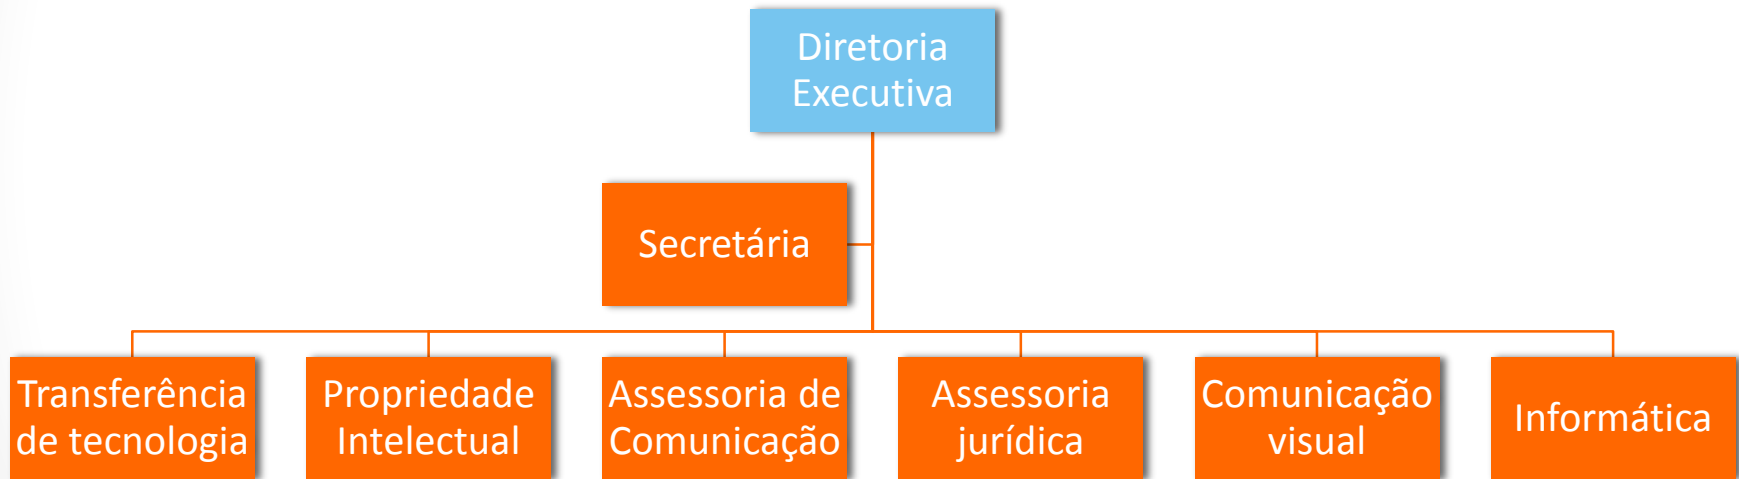 Diretoria
Executiva
Secretária
Transferência
de tecnologia
Propriedade
Intelectual
Assessoria de
Comunicação
Assessoria
jurídica
Comunicação
visual
Informática